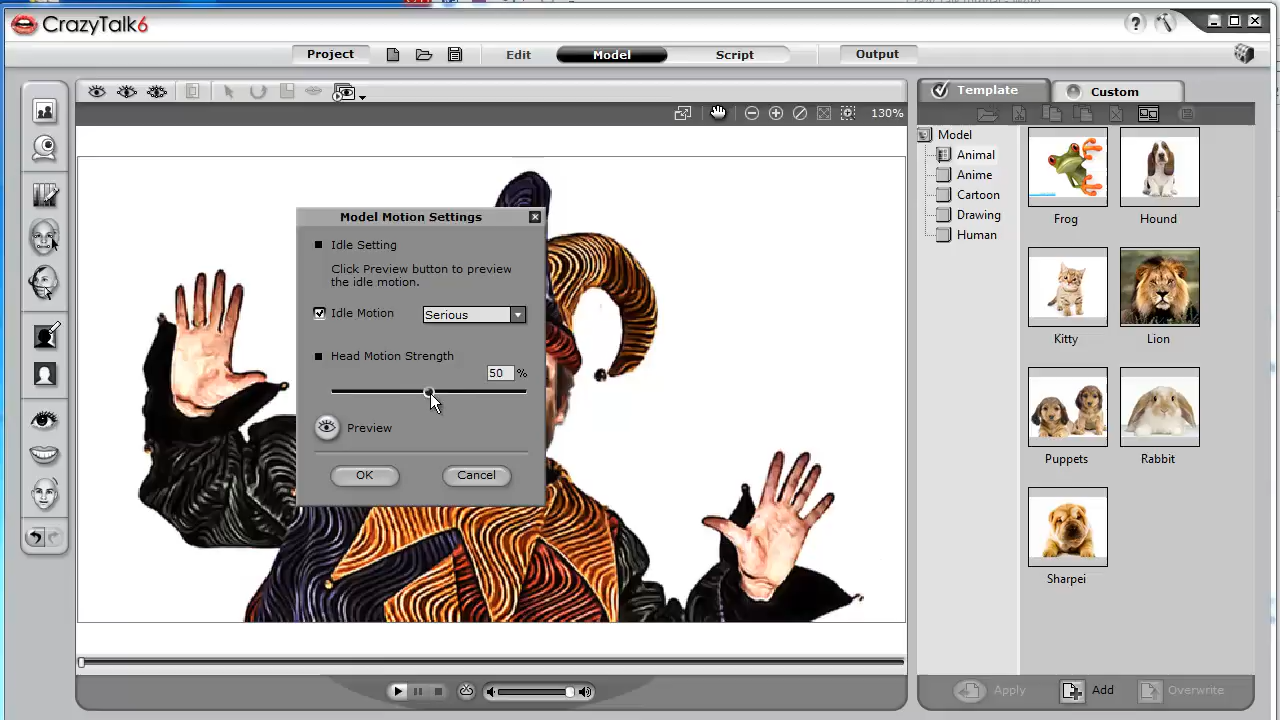 CrazyTalk6
Project
Edit
Model
Script
Output
130%
Model Motion Settings
Idle Setting
Click Preview button to preview
the idle motion.
Idle Motion
Serious
Head Motion Strength
50 %
Preview
OK
Cancel
Template
Custom
Model
Animal
Anime
Cartoon
Drawing
Human
Frog
Hound
Kitty
Lion
Puppets
Rabbit
Sharpei
Apply
Add
Overwrite